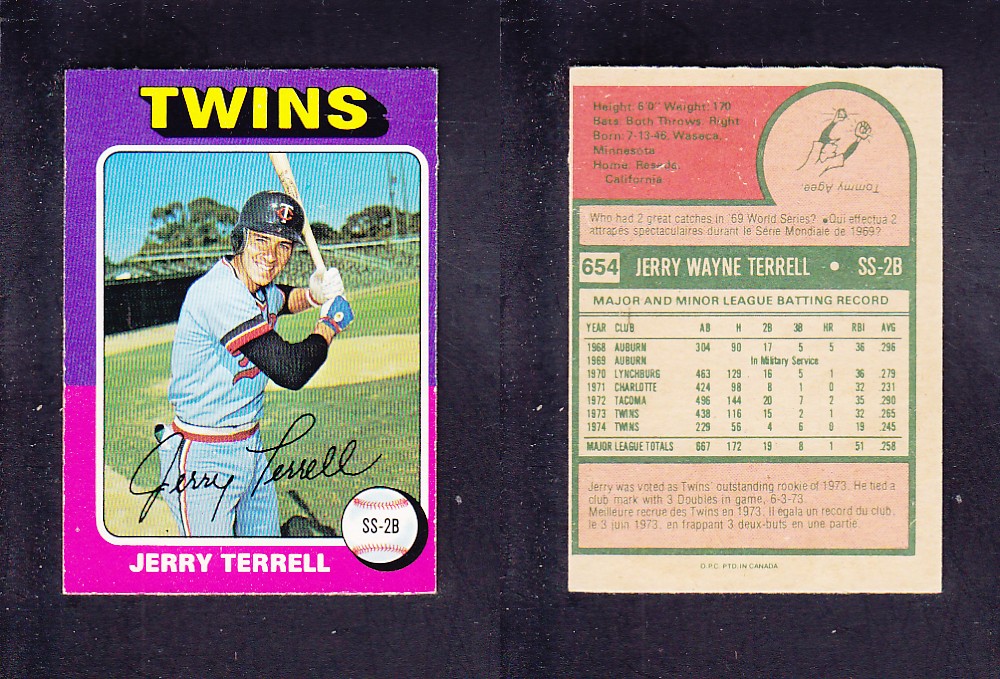 TWINS
Jerry Terrell
SS-2B
JERRY TERRELL
Height: 6'0" Weight: 170
Bats: Both Throws: Right
Born: 7-13-46, Waseca,
Minnesota
Home: Reseda,
California
Tommy Agee.
Who had 2 great catches in '69 World Series? •Qui effectua 2
attrapés spectaculaires durant le Série Mondiale de 1969?
654 JERRY WAYNE TERRELL • SS-2B
MAJOR AND MINOR LEAGUE BATTING RECORD
YEAR CLUB AB H 2B 3B HR RBI AVG
1968 AUBURN 304 90 17 5 5 36 .296
1969 AUBURN In Military Service
1970 LYNCHBURG 463 129 16 5 1 36 .279
1971 CHARLOTTE 424 98 8 1 0 32 .231
1972 TACOMA 496 144 20 7 2 35 .290
1973 TWINS 438 116 15 2 1 32 .265
1974 TWINS 229 56 4 6 0 19 .245
MAJOR LEAGUE TOTALS 667 172 19 8 1 51 .258
Jerry was voted as Twins' outstanding rookie of 1973. He tied a
club mark with 3 Doubles in game, 6-3-73.
Meilleure recrue des Twins en 1973, Il egala un record du club,
le 3 juin 1973, en frappant 3 deux-buts en une partie.
O.P.C. PTD. IN CANADA